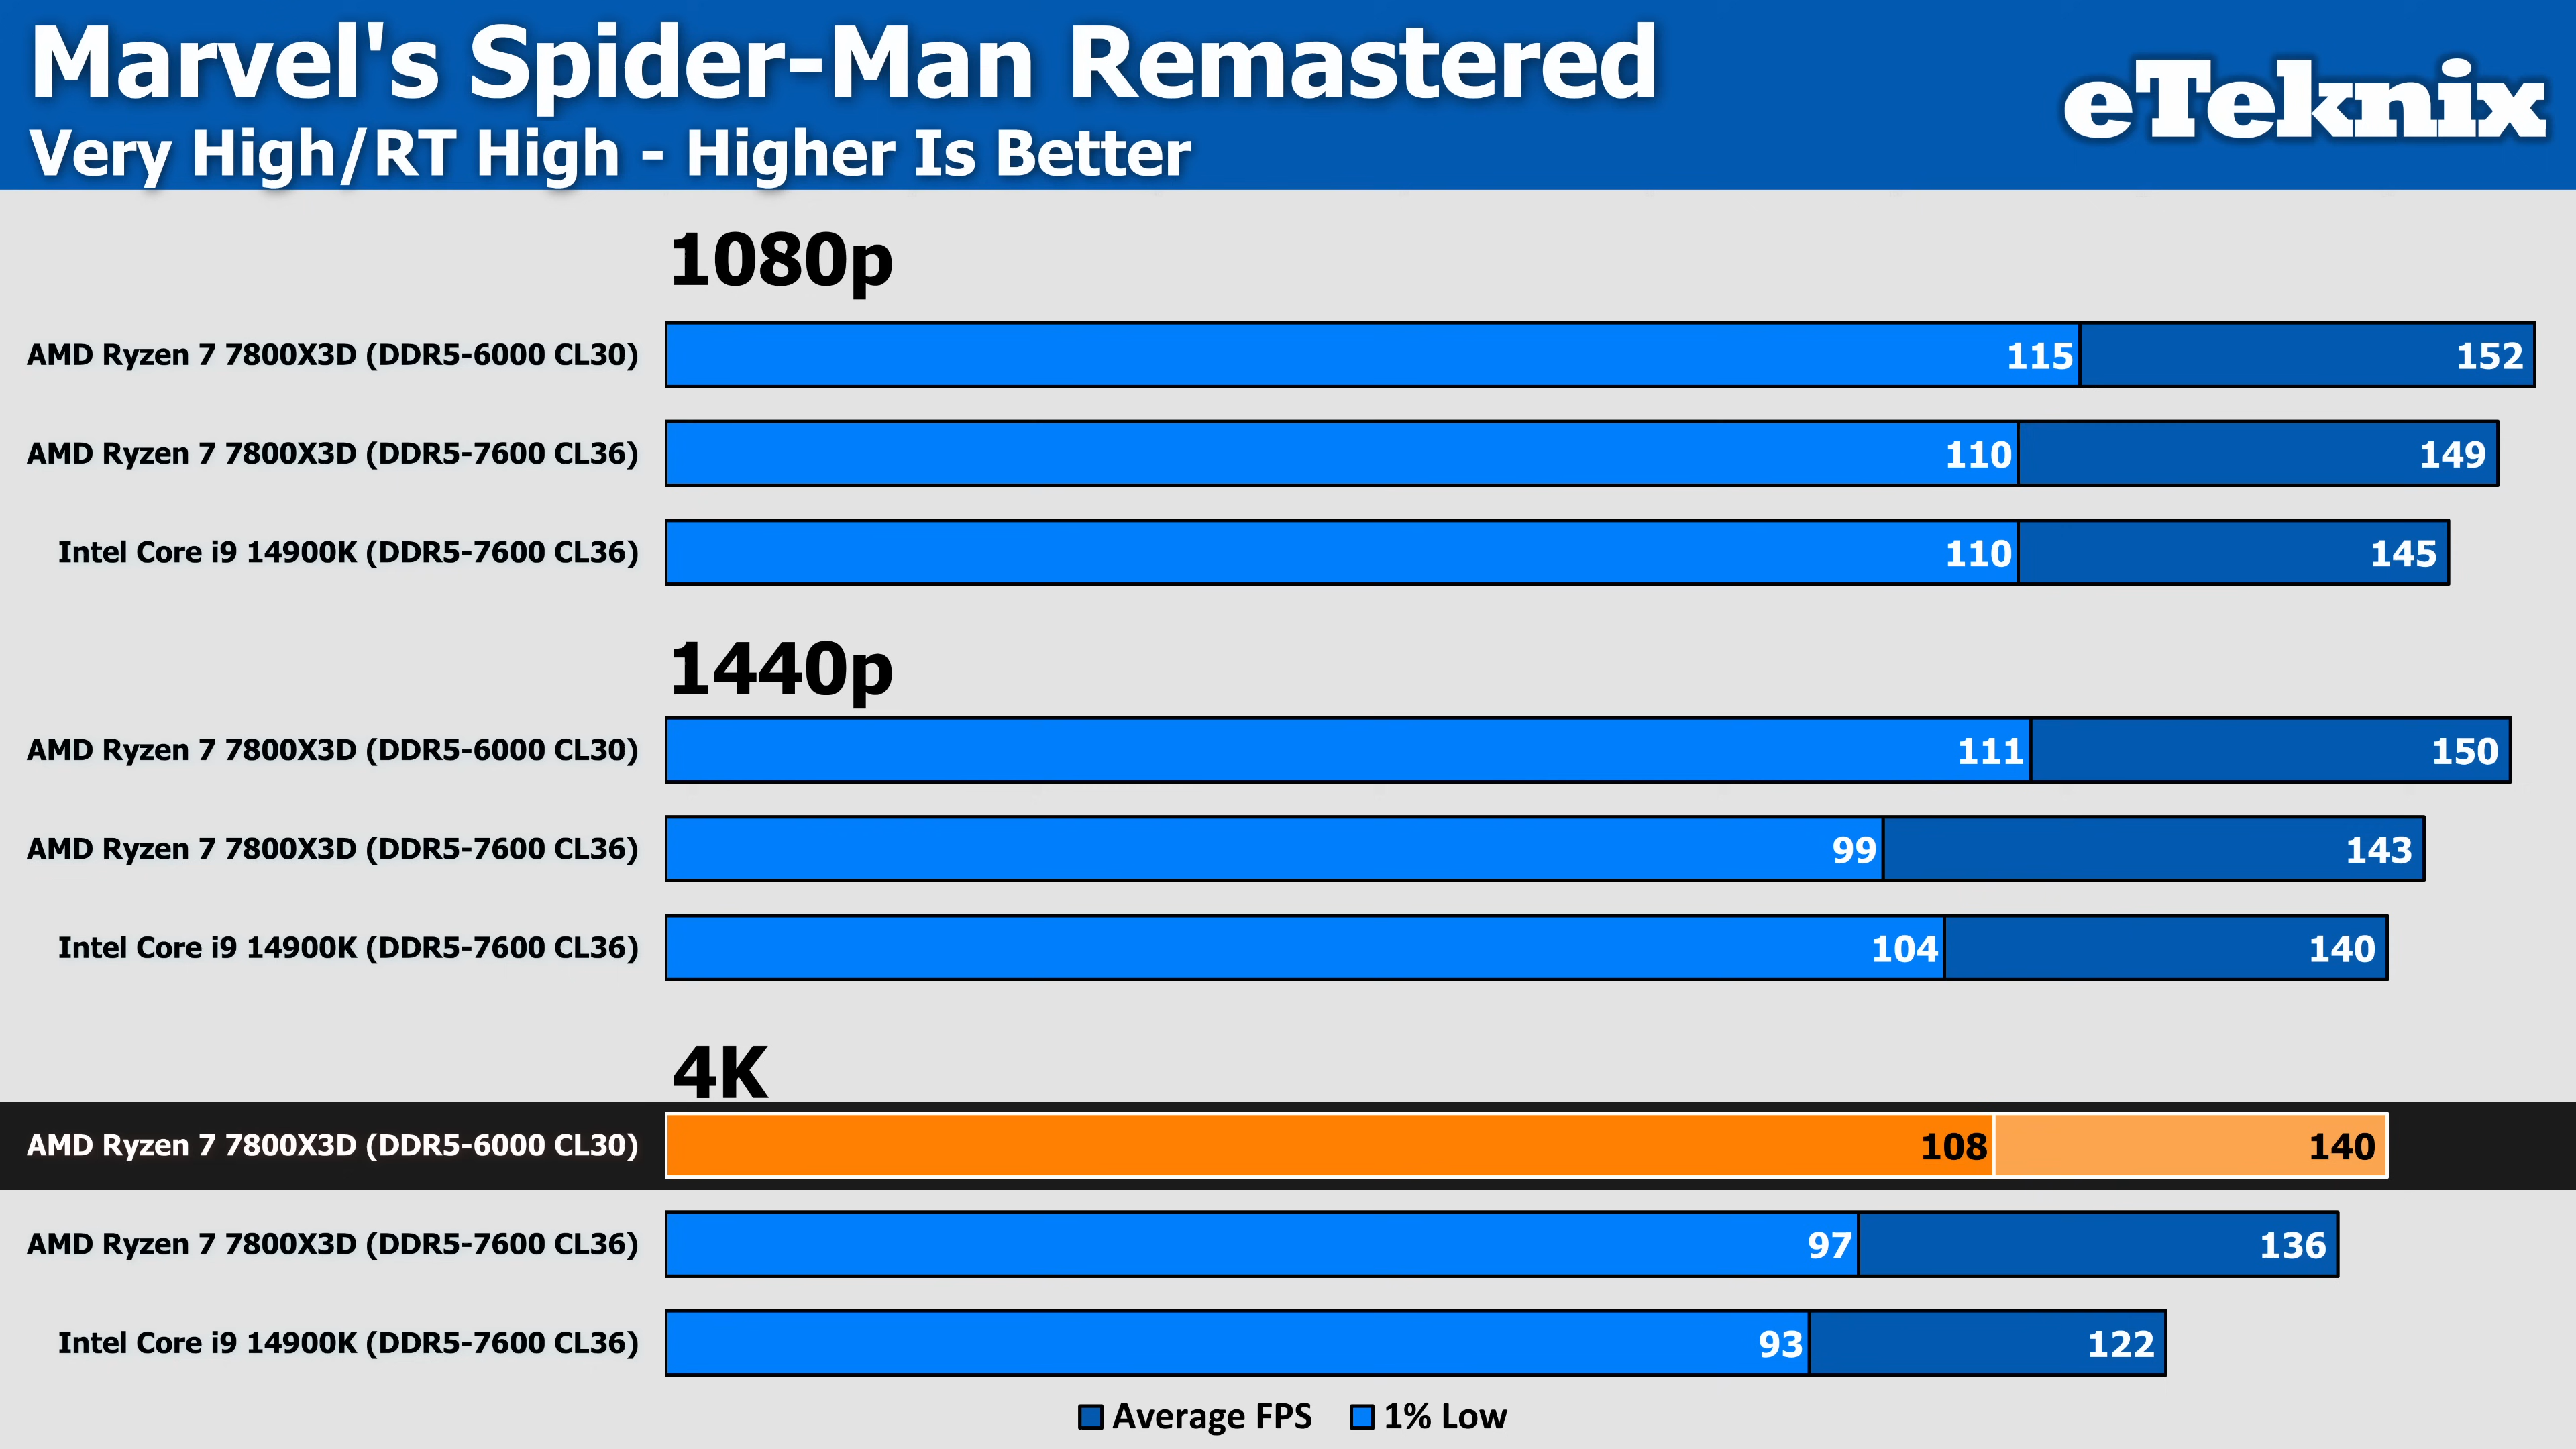 Marvel's Spider-Man Remastered
Very High/RT High - Higher Is Better
eTeknix
1080p
AMD Ryzen 7 7800X3D (DDR5-6000 CL30) 115 152
AMD Ryzen 7 7800X3D (DDR5-7600 CL36) 110 149
Intel Core i9 14900K (DDR5-7600 CL36) 110 145
1440p
AMD Ryzen 7 7800X3D (DDR5-6000 CL30) 111 150
AMD Ryzen 7 7800X3D (DDR5-7600 CL36) 99 143
Intel Core i9 14900K (DDR5-7600 CL36) 104 140
4K
AMD Ryzen 7 7800X3D (DDR5-6000 CL30) 108 140
AMD Ryzen 7 7800X3D (DDR5-7600 CL36) 97 136
Intel Core i9 14900K (DDR5-7600 CL36) 93 122
Average FPS 1% Low